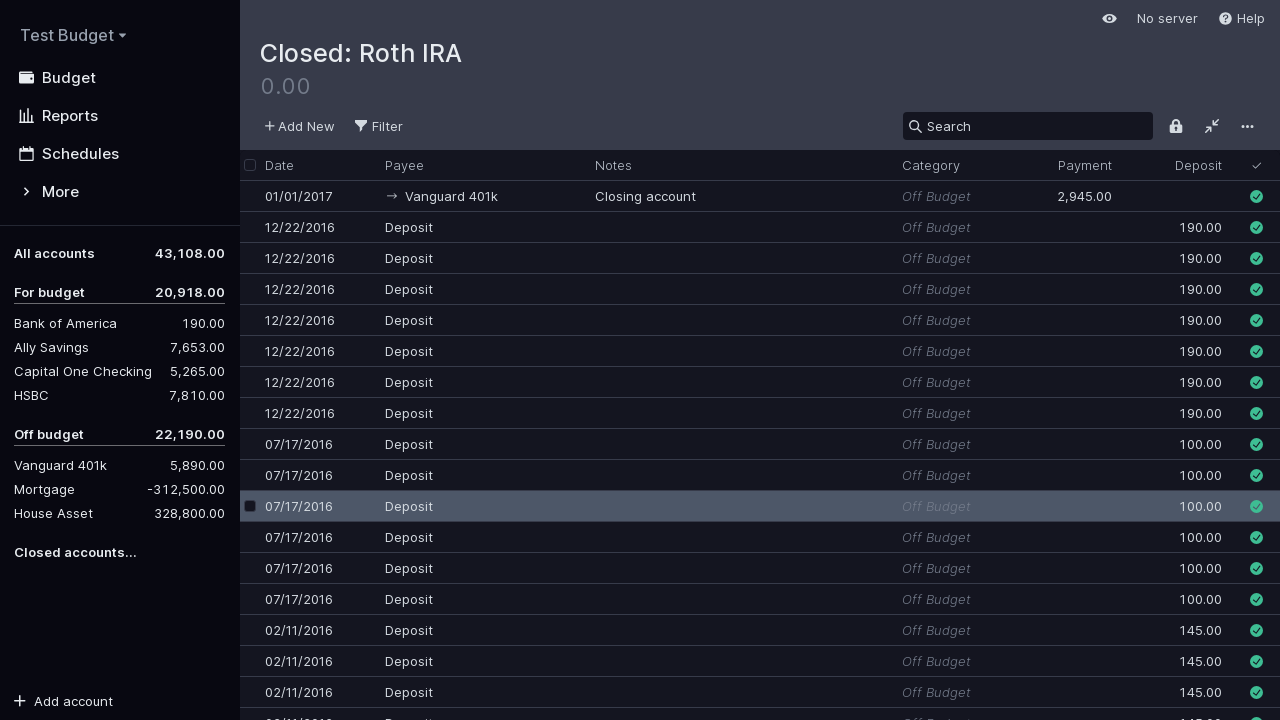 Test Budget
Budget
Reports
Schedules
More
All accounts 43,108.00
For budget 20,918.00
Bank of America 190.00
Ally Savings 7,653.00
Capital One Checking 5,265.00
HSBC 7,810.00
Off budget 22,190.00
Vanguard 401k 5,890.00
Mortgage -312,500.00
House Asset 328,800.00
Closed accounts...
Add account
No server Help
Closed: Roth IRA
0.00
Add New Filter Search
Date Payee Notes Category Payment Deposit
01/01/2017 → Vanguard 401k Closing account Off Budget 2,945.00
12/22/2016 Deposit Off Budget 190.00
12/22/2016 Deposit Off Budget 190.00
12/22/2016 Deposit Off Budget 190.00
12/22/2016 Deposit Off Budget 190.00
12/22/2016 Deposit Off Budget 190.00
12/22/2016 Deposit Off Budget 190.00
12/22/2016 Deposit Off Budget 190.00
07/17/2016 Deposit Off Budget 100.00
07/17/2016 Deposit Off Budget 100.00
07/17/2016 Deposit Off Budget 100.00
07/17/2016 Deposit Off Budget 100.00
07/17/2016 Deposit Off Budget 100.00
07/17/2016 Deposit Off Budget 100.00
02/11/2016 Deposit Off Budget 145.00
02/11/2016 Deposit Off Budget 145.00
02/11/2016 Deposit Off Budget 145.00